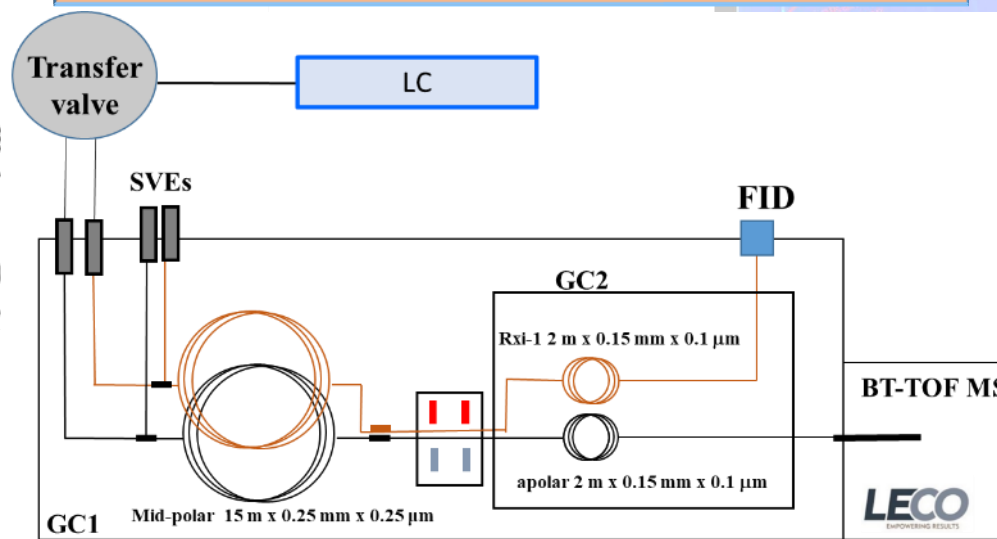 Transfer
valve
LC
SVEs
FID
GC2
Rxi-1 2 m x 0.15 mm x 0.1 µm
BT-TOF MS
apolar 2 m x 0.15 mm x 0.1 µm
Mid-polar 15 m x 0.25 mm x 0.25 µm
GC1
LECO
EMPOWERING RESULTS